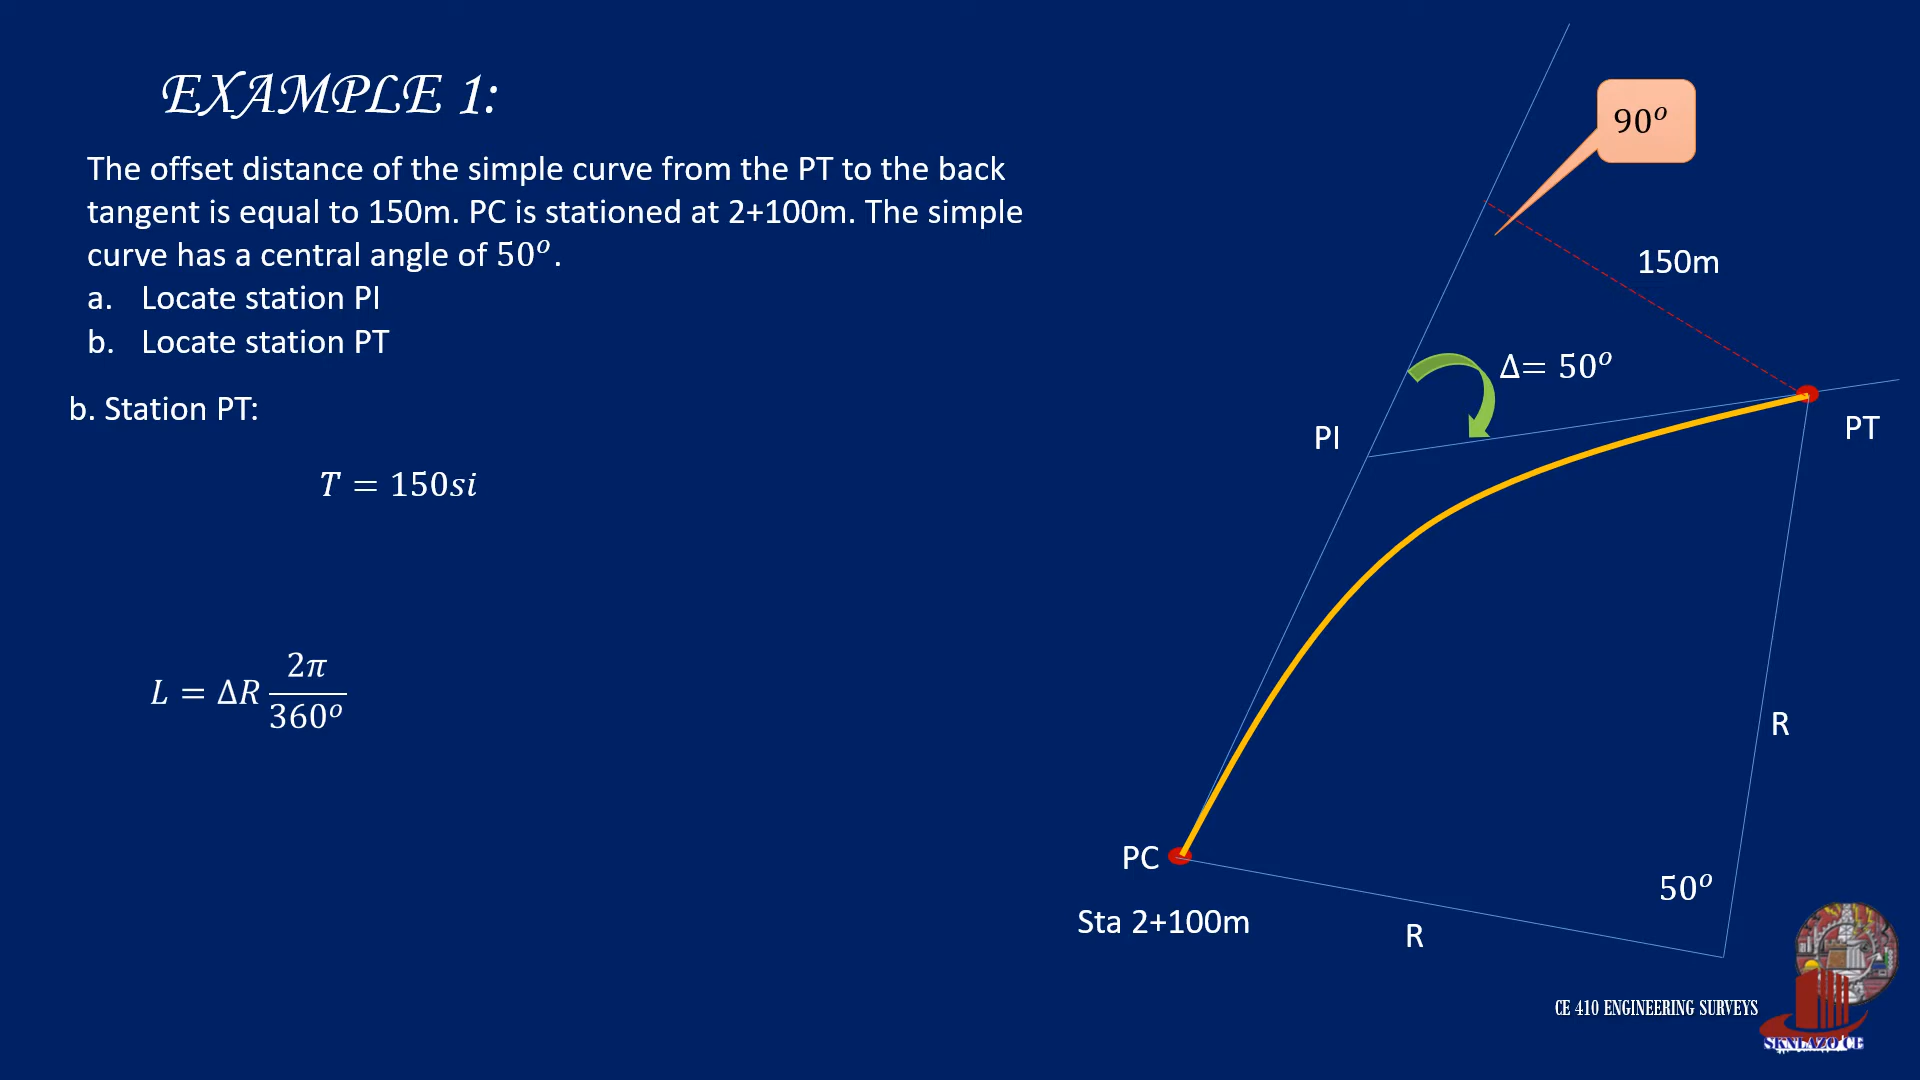 EXAMPLE 1:
The offset distance of the simple curve from the PT to the back
tangent is equal to 150m. PC is stationed at 2+100m. The simple
curve has a central angle of 50°.
a. Locate station PI
b. Locate station PT
b. Station PT:
T = 150si
L = ΔR 2π/360°
90°
150m
Δ= 50°
PI
PT
R
PC
50°
Sta 2+100m
R
CE 410 ENGINEERING SURVEYS
SKNLAZO CE